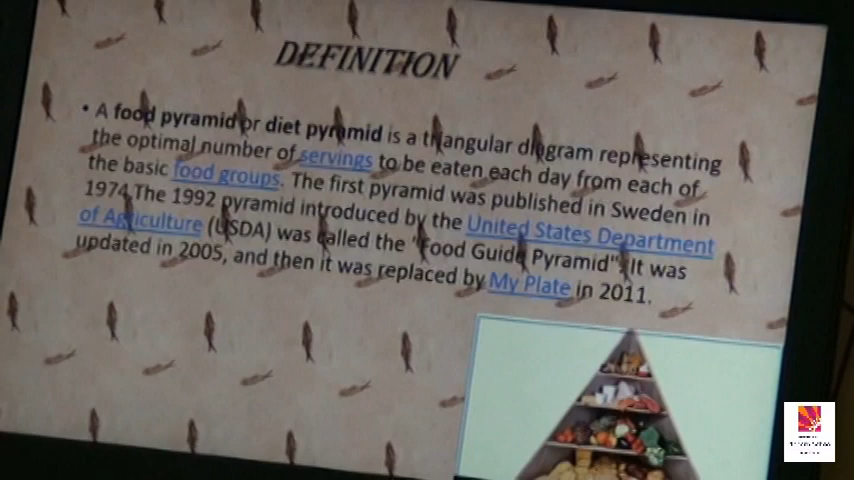 DEFINITION
• A food pyramid or diet pyramid is a triangular diagram representing
the optimal number of servings to be eaten each day from each of
the basic food groups. The first pyramid was published in Sweden in
1974.The 1992 pyramid introduced by the United States Department
of Agriculture (USDA) was called the "Food Guide Pyramid". It was
updated in 2005, and then it was replaced by My Plate in 2011.